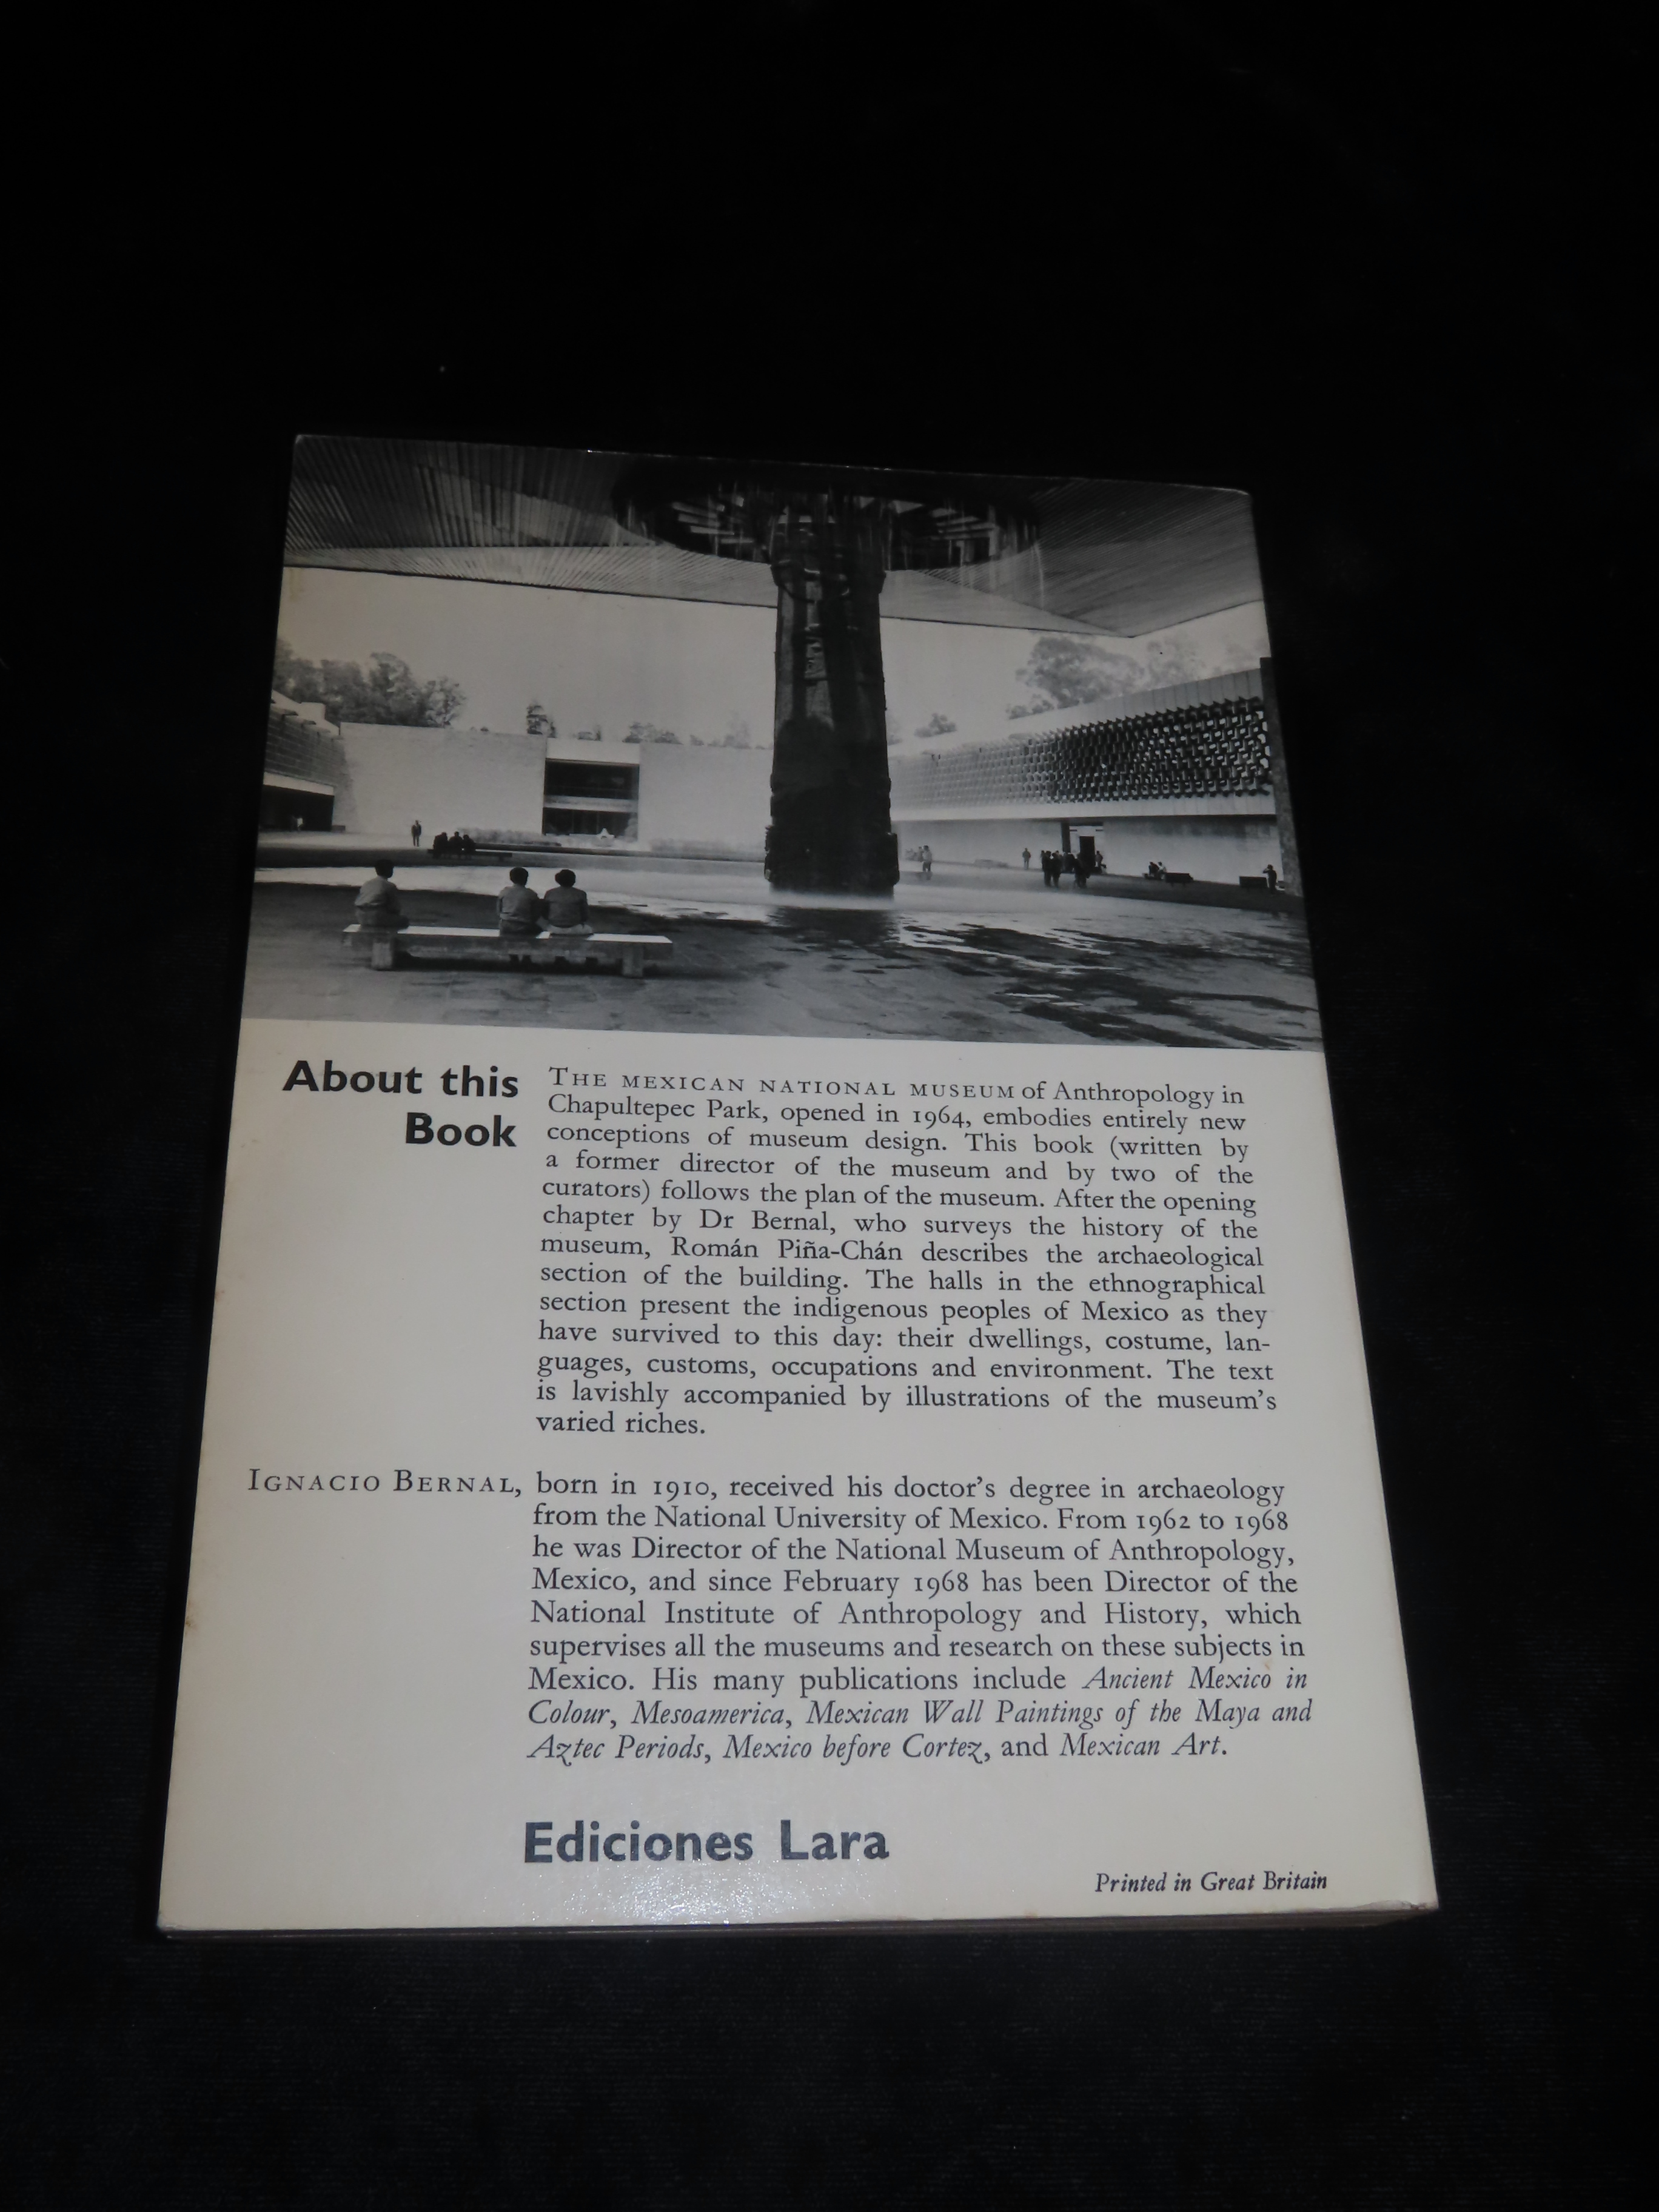 About this
Book
THE MEXICAN NATIONAL MUSEUM of Anthropology in
Chapultepec Park, opened in 1964, embodies entirely new
conceptions of museum design. This book (written by
a former director of the museum and by two of the
curators) follows the plan of the museum. After the opening
chapter by Dr Bernal, who surveys the history of the
museum, Román Piña-Chán describes the archaeological
section of the building. The halls in the ethnographical
section present the indigenous peoples of Mexico as they
have survived to this day: their dwellings, costume, lan-
guages, customs, occupations and environment. The text
is lavishly accompanied by illustrations of the museum's
varied riches.
IGNACIO BERNAL, born in 1910, received his doctor's degree in archaeology
from the National University of Mexico. From 1962 to 1968
he was Director of the National Museum of Anthropology,
Mexico, and since February 1968 has been Director of the
National Institute of Anthropology and History, which
supervises all the museums and research on these subjects in
Mexico. His many publications include Ancient Mexico in
Colour, Mesoamerica, Mexican Wall Paintings of the Maya and
Aztec Periods, Mexico before Cortez, and Mexican Art.
Ediciones Lara
Printed in Great Britain